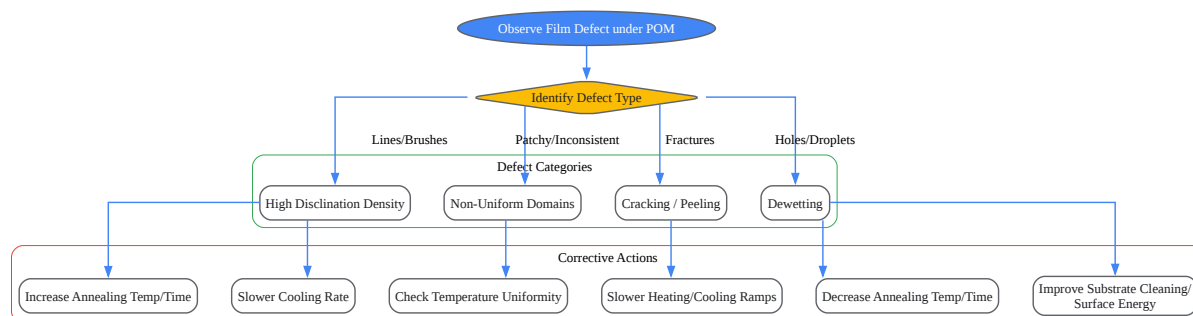 Observe Film Defect under POM
Identify Defect Type
Lines/Brushes
Patchy/Inconsistent
Fractures
Holes/Droplets
Defect Categories
High Disclination Density
Non-Uniform Domains
Cracking / Peeling
Dewetting
Corrective Actions
Increase Annealing Temp/Time
Slower Cooling Rate
Check Temperature Uniformity
Slower Heating/Cooling Ramps
Decrease Annealing Temp/Time
Improve Substrate Cleaning/
Surface Energy